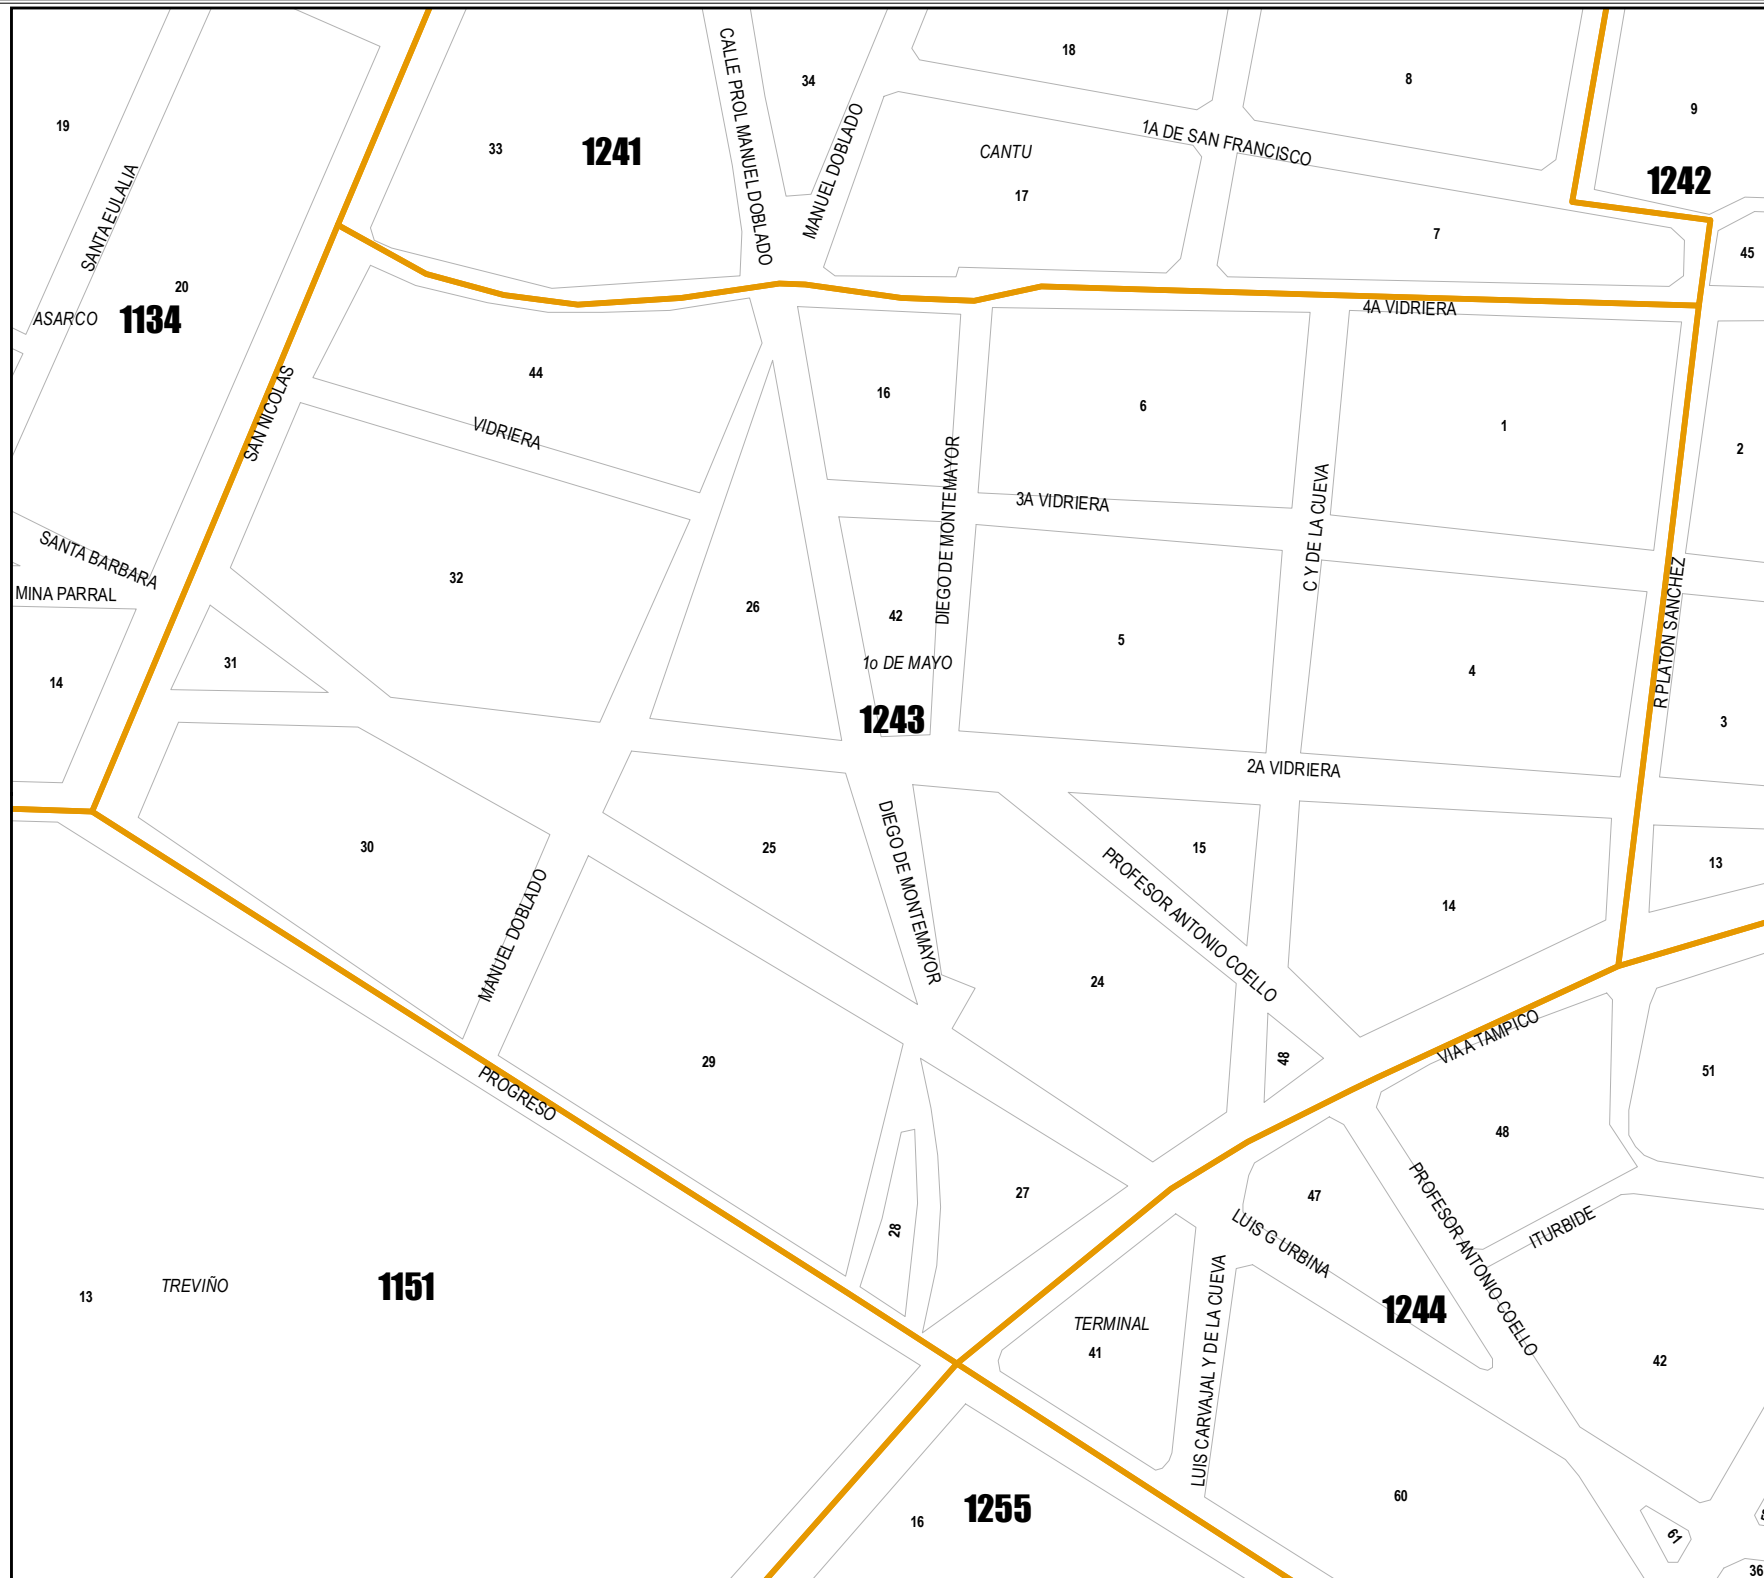 18
8
34
9
19
33
1241
CALLE PROL MANUEL DOBLADO
MANUEL DOBLADO
1A DE SAN FRANCISCO
CANTU
17
1242
SANTA EULALIA
7
45
20
ASARCO
1134
4A VIDRIERA
44
16
6
1
2
SAN NICOLAS
VIDRIERA
DIEGO DE MONTEMAYOR
3A VIDRIERA
C Y DE LA CUEVA
SANTA BARBARA
MINA PARRAL
32
26
42
5
4
R PLATON SANCHEZ
1o DE MAYO
31
14
1243
3
2A VIDRIERA
30
25
DIEGO DE MONTEMAYOR
15
PROFESOR ANTONIO COELLO
13
14
MANUEL DOBLADO
24
29
48
VIA A TAMPICO
51
PROGRESO
48
27
47
28
LUIS G URBINA
PROFESOR ANTONIO COELLO
ITURBIDE
LUIS CARVAJAL Y DE LA CUEVA
13
TREVIÑO
1151
1244
TERMINAL
41
42
60
1255
16
61
36